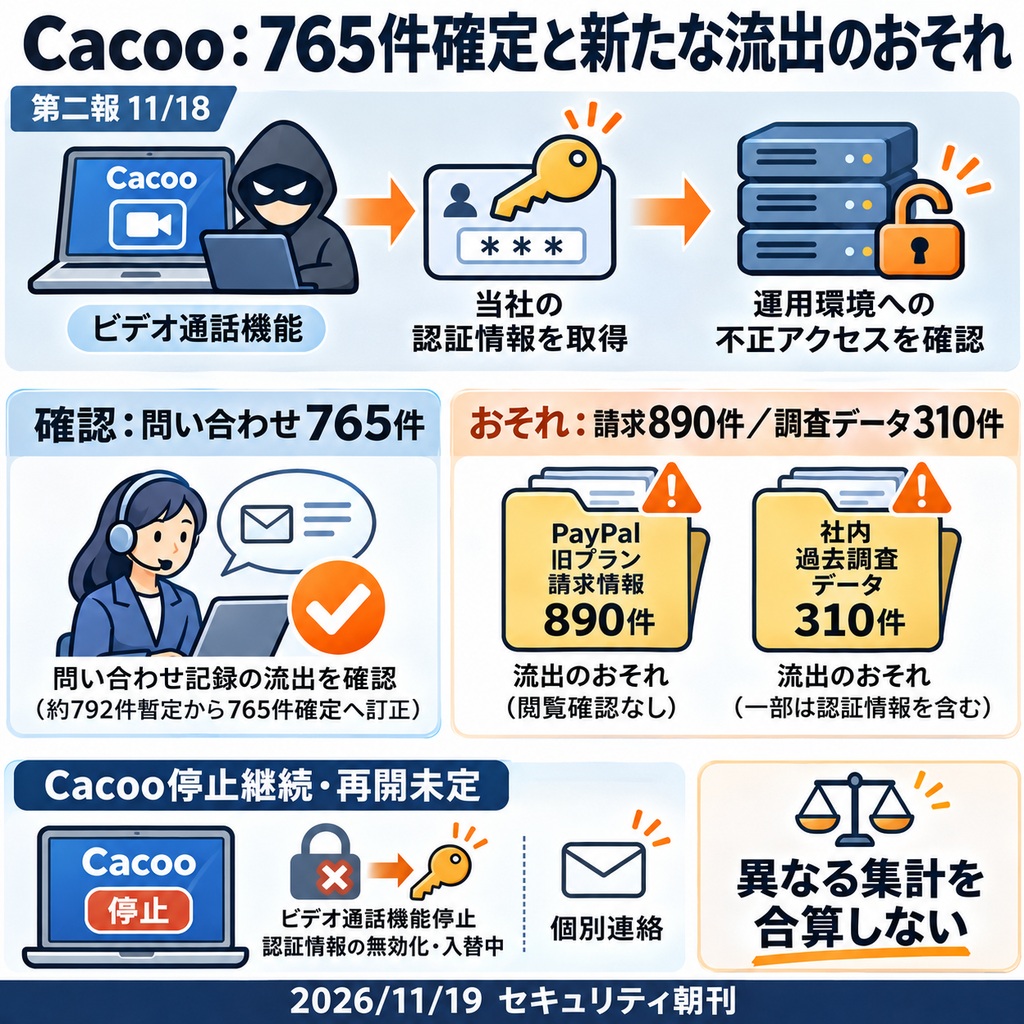 Cacoo：765件確定と新たな流出のおそれ
第二報 11/18
Cacoo
ビデオ通話機能
***
当社の
認証情報を取得
運用環境への
不正アクセスを確認
確認：問い合わせ765件
問い合わせ記録の流出を確認
（約792件暫定から765件確定へ訂正）
おそれ：請求890件／調査データ310件
PayPal
旧プラン
請求情報
890件
流出のおそれ
（閲覧確認なし）
社内
過去調査
データ
310件
流出のおそれ
（一部は認証情報を含む）
Cacoo停止継続・再開未定
Cacoo
停止
ビデオ通話機能停止
認証情報の無効化・入替中
個別連絡
異なる集計を
合算しない
2026/11/19 セキュリティ朝刊